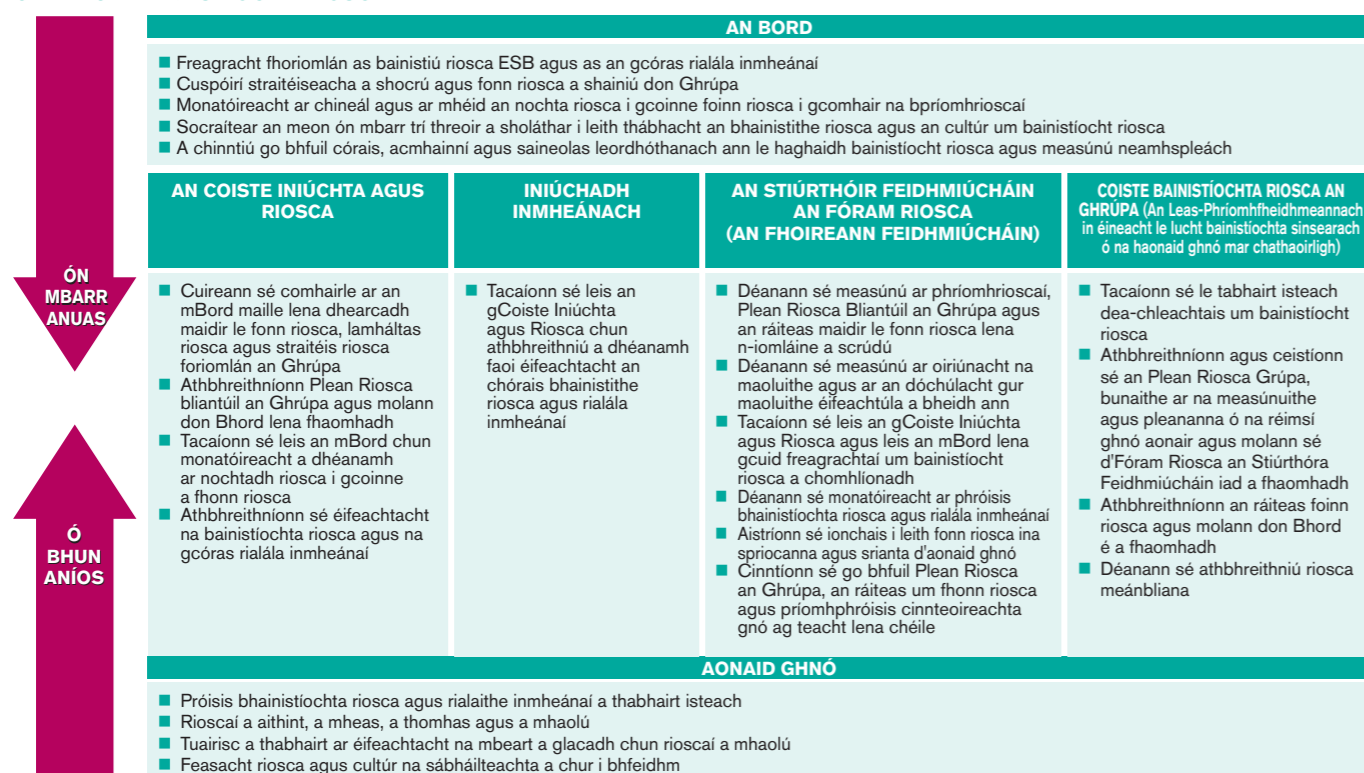 AN BORD
Freagracht fhoriomlán as bainistiú riosca ESB agus as an gcóras rialála inmheánaí
Cuspóirí straitéiseacha a shocrú agus fonn riosca a shainiú don Ghrúpa
Monatóireacht ar chineál agus ar mhéid an nochta riosca i gcoinne foinn riosca i gcomhair na bpríomhrioscaí
Socraítear an meon ón mbarr trí threoir a sholáthar i leith thábhacht an bhainistithe riosca agus an cultúr um bainistíocht riosca
A chinntiú go bhfuil córais, acmhainní agus saineolas leordhóthanach ann le haghaidh bainistíocht riosca agus measúnú neamhspleách
ÓN
MBARR
ANUAS
Ó
BHUN
ANÍOS
AN COISTE INIÚCHTA AGUS
RIOSCA
Cuireann sé comhairle ar an
mBord maille lena dhearcadh
maidir le fonn riosca, lamháltas
riosca agus straitéis riosca
foriomlán an Ghrúpa
Athbhreithníonn Plean Riosca
bliantúil an Ghrúpa agus molann
don Bhord lena fhaomhadh
Tacaíonn sé leis an mBord chun
monatóireacht a dhéanamh
ar nochtadh riosca i gcoinne
a fhonn riosca
Athbhreithníonn sé éifeachtacht
na bainistíochta riosca agus na
gcóras rialála inmheánaí
INIÚCHADH
INMHEÁNACH
Tacaíonn sé leis an
gCoiste Iniúchta
agus Riosca chun
athbhreithniú a dhéanamh
faoi éifeachtacht an
chórais bhainistithe
riosca agus rialála
inmheánaí
AN STIÚRTHÓIR FEIDHMIÚCHÁIN
AN FÓRAM RIOSCA
(AN FHOIREANN FEIDHMIÚCHÁIN)
Déanann sé measúnú ar phríomhrioscaí,
Plean Riosca Bliantúil an Ghrúpa agus
an ráiteas maidir le fonn riosca lena
n-iomláine a scrúdú
Déanann sé measúnú ar oiriúnacht na
maoluithe agus ar an dóchúlacht gur
maoluithe éifeachtúla a bheidh ann
Tacaíonn sé leis an gCoiste Iniúchta
agus Riosca agus leis an mBord lena
gcuid freagrachtaí um bainistíocht
riosca a chomhlíonadh
Déanann sé monatóireacht ar phróisis
bhainistíochta riosca agus rialála inmheánaí
Aistríonn sé ionchais i leith fonn riosca ina
spriocanna agus srianta d'aonaid ghnó
Cinntíonn sé go bhfuil Plean Riosca
an Ghrúpa, an ráiteas um fhonn riosca
agus príomhphróisis cinnteoireachta
gnó ag teacht lena chéile
COISTE BAINISTÍOCHTA RIOSCA AN
GHRÚPA (An Leas-Phríomhfheidhmeannach
in éineacht le lucht bainistíochta sinsearach
ó na haonaid ghnó mar chathaoirligh)
Tacaíonn sé le tabhairt isteach
dea-chleachtais um bainistíocht
riosca
Athbhreithníonn agus ceistíonn
sé an Plean Riosca Grúpa,
bunaithe ar na measúnuithe
agus pleananna ó na réimsí
ghnó aonair agus molann sé
d'Fóram Riosca an Stiúrthóra
Feidhmiúcháin iad a fhaomhadh
Athbhreithníonn an ráiteas foinn
riosca agus molann don Bhord
é a fhaomhadh
Déanann sé athbhreithniú riosca
meánbliana
AONAID GHNÓ
Próisis bhainistíochta riosca agus rialaithe inmheánaí a thabhairt isteach
Rioscaí a aithint, a mheas, a thomhas agus a mhaolú
Tuairisc a thabhairt ar éifeachtacht na mbeart a glacadh chun rioscaí a mhaolú
Feasacht riosca agus cultúr na sábháilteachta a chur i bhfeidhm